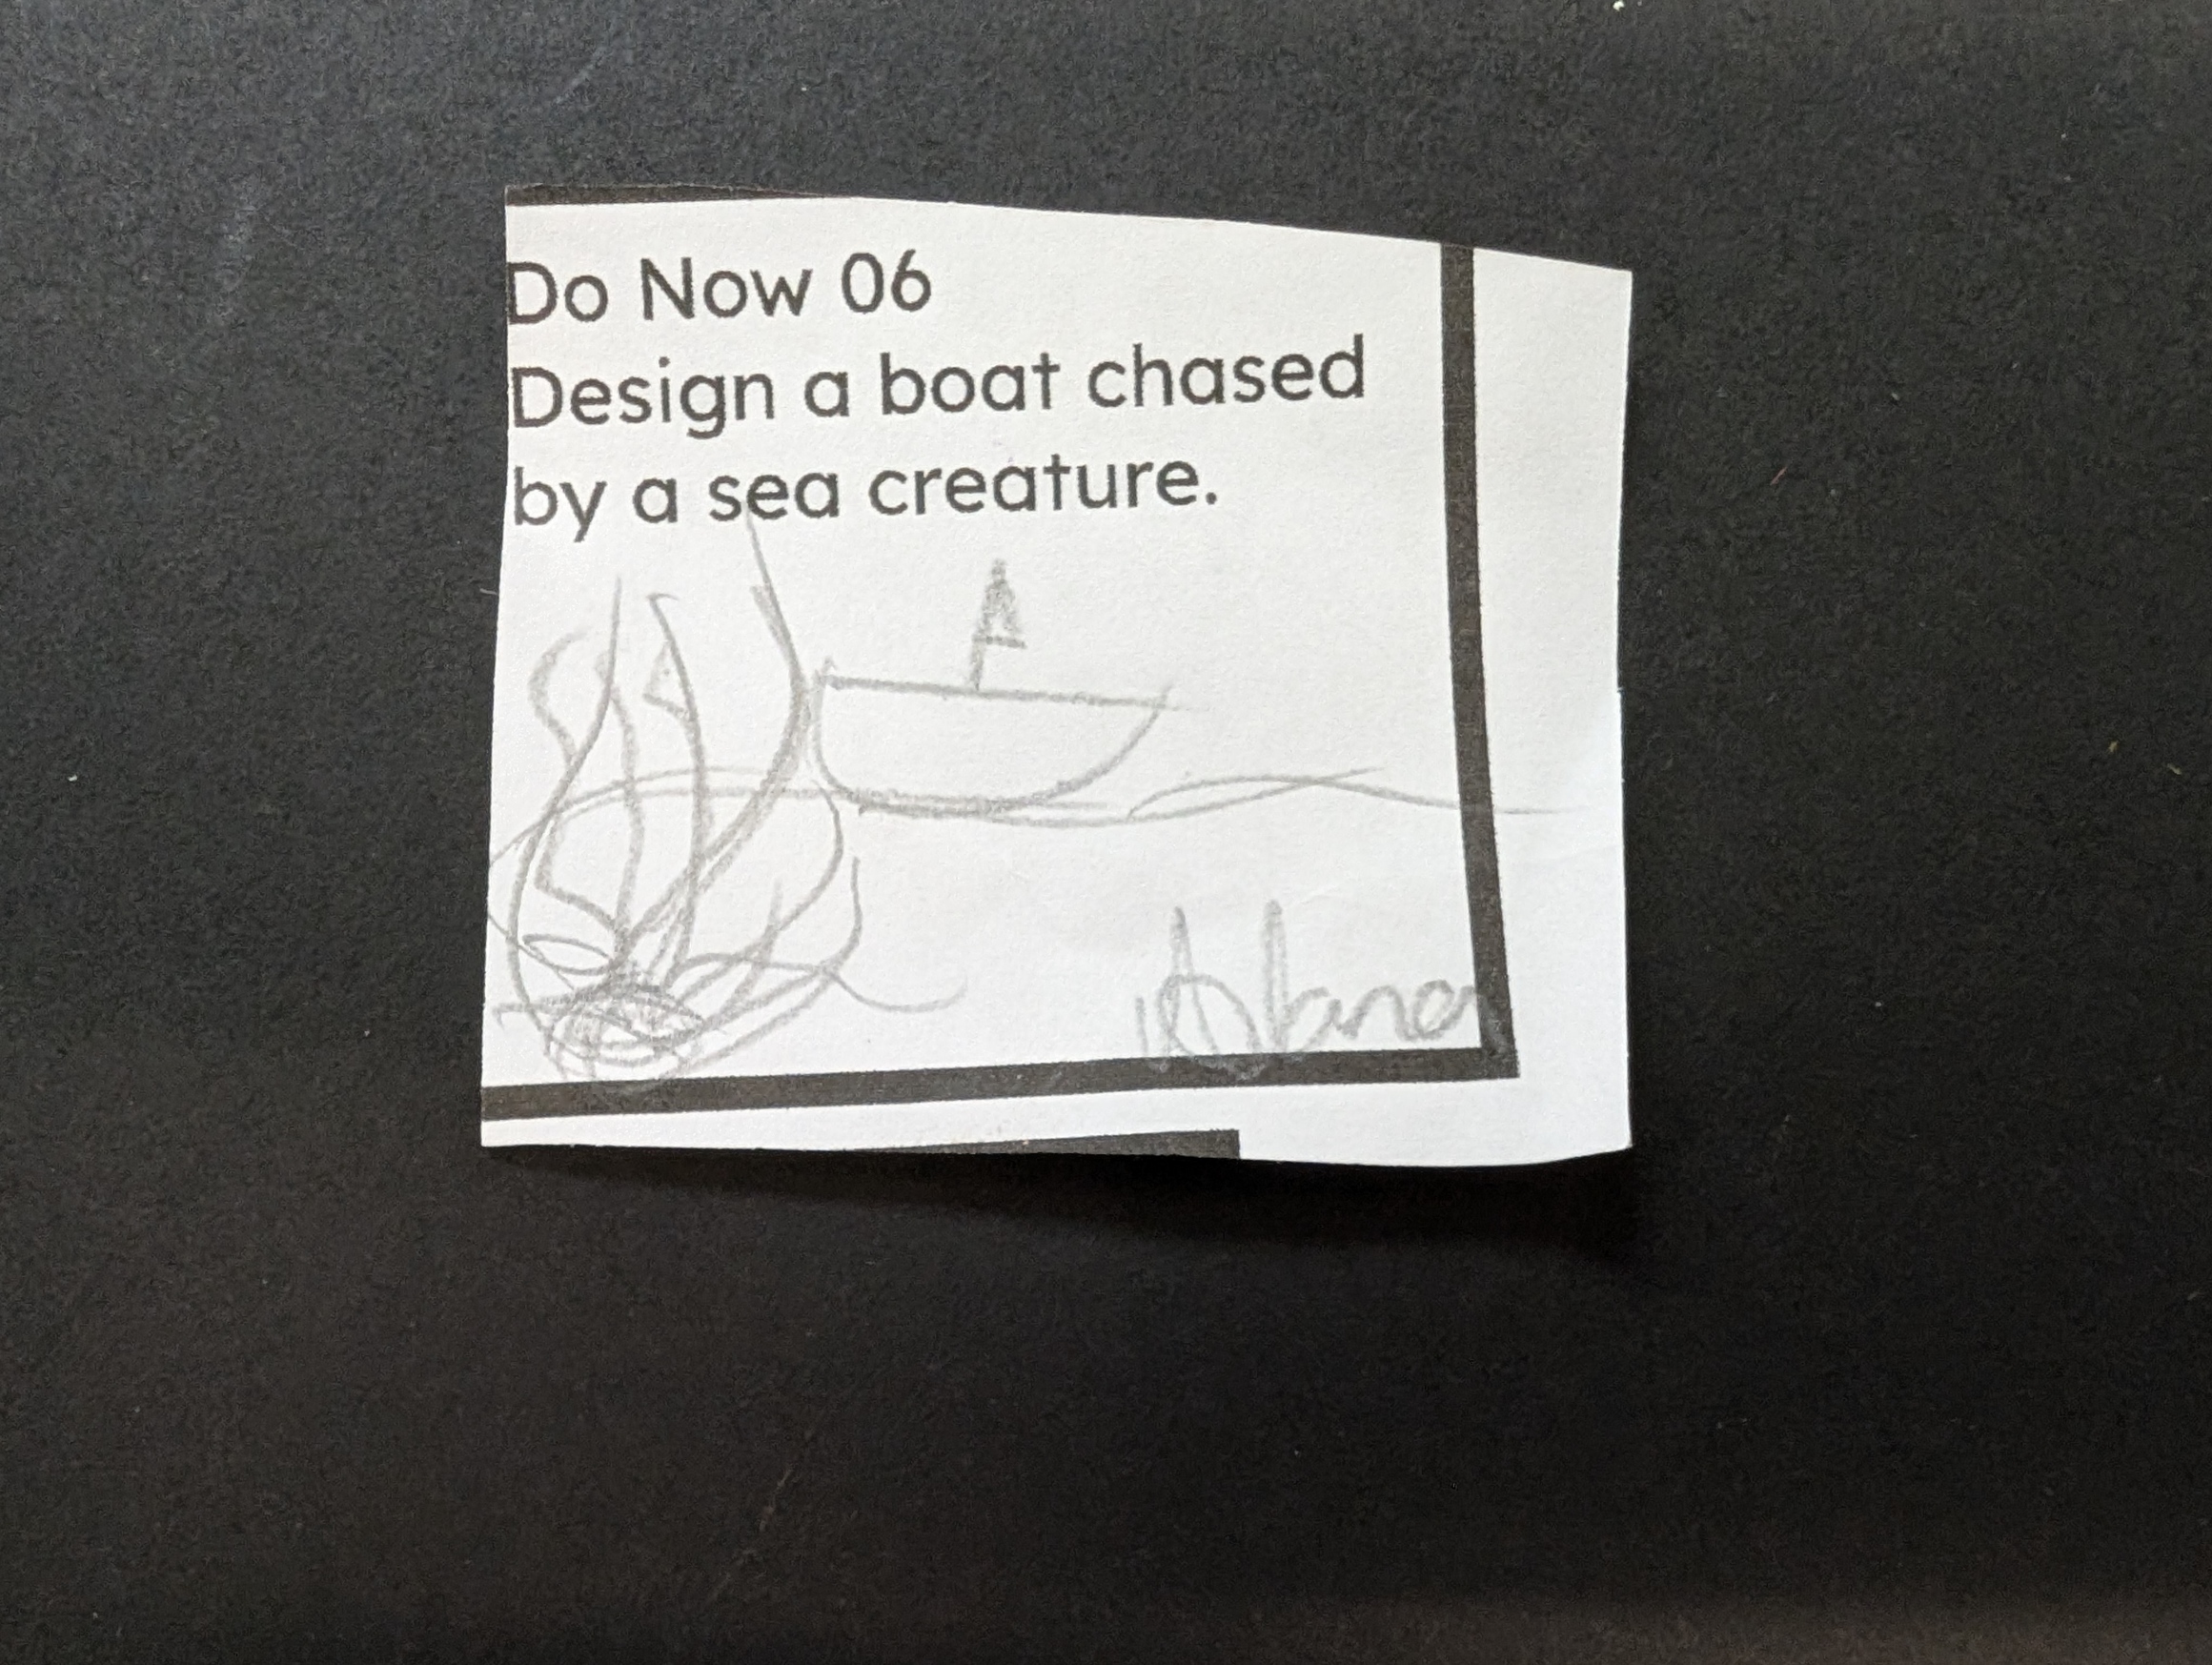 Do Now 06
Design a boat chased
by a sea creature.